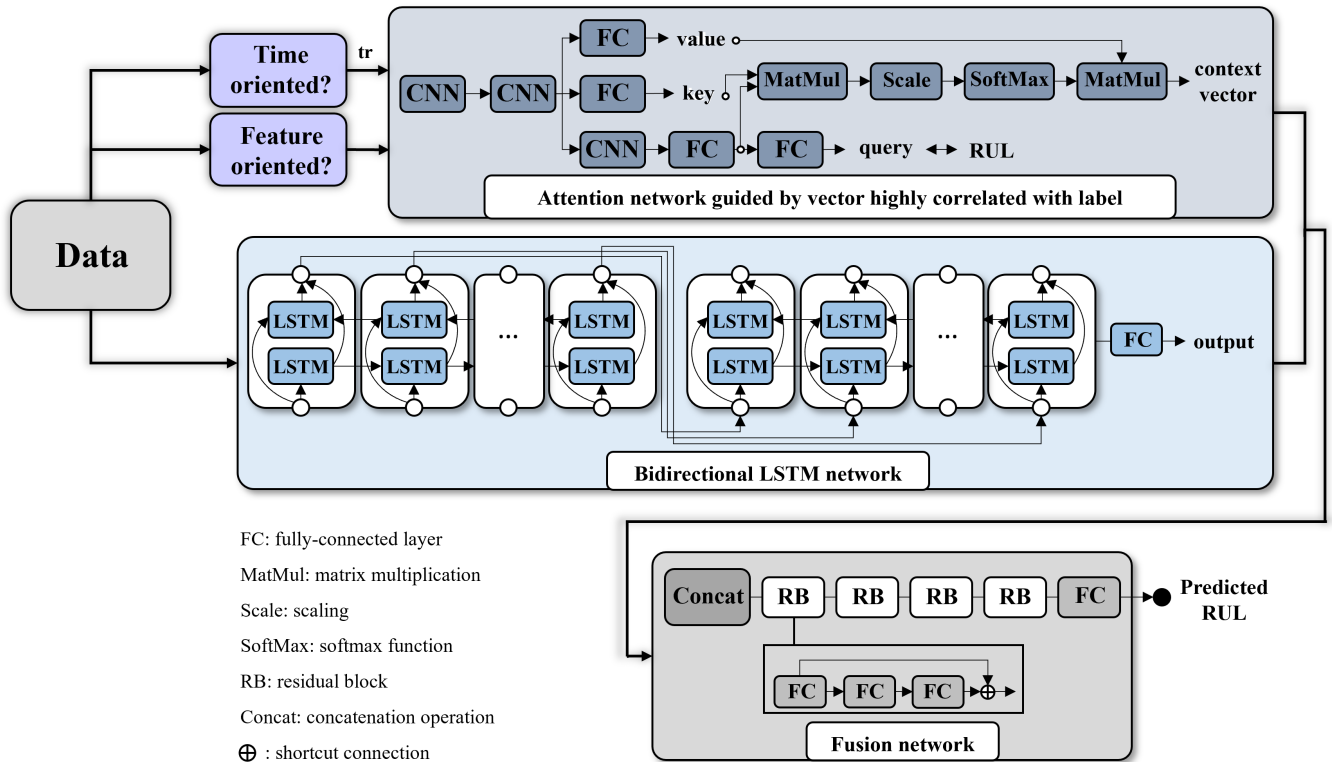 Time
oriented?
tr
Feature
oriented?
Data
FC
value
CNN
CNN
FC
key
MatMul
Scale
SoftMax
MatMul
context
vector
CNN
FC
FC
query
RUL
Attention network guided by vector highly correlated with label
LSTM
LSTM
...
LSTM
LSTM
LSTM
...
LSTM
LSTM
LSTM
LSTM
LSTM
LSTM
LSTM
FC
output
Bidirectional LSTM network
FC: fully-connected layer
MatMul: matrix multiplication
Scale: scaling
SoftMax: softmax function
RB: residual block
Concat: concatenation operation
⊕ : shortcut connection
Concat
RB
RB
RB
RB
FC
Predicted
RUL
FC
FC
FC
Fusion network